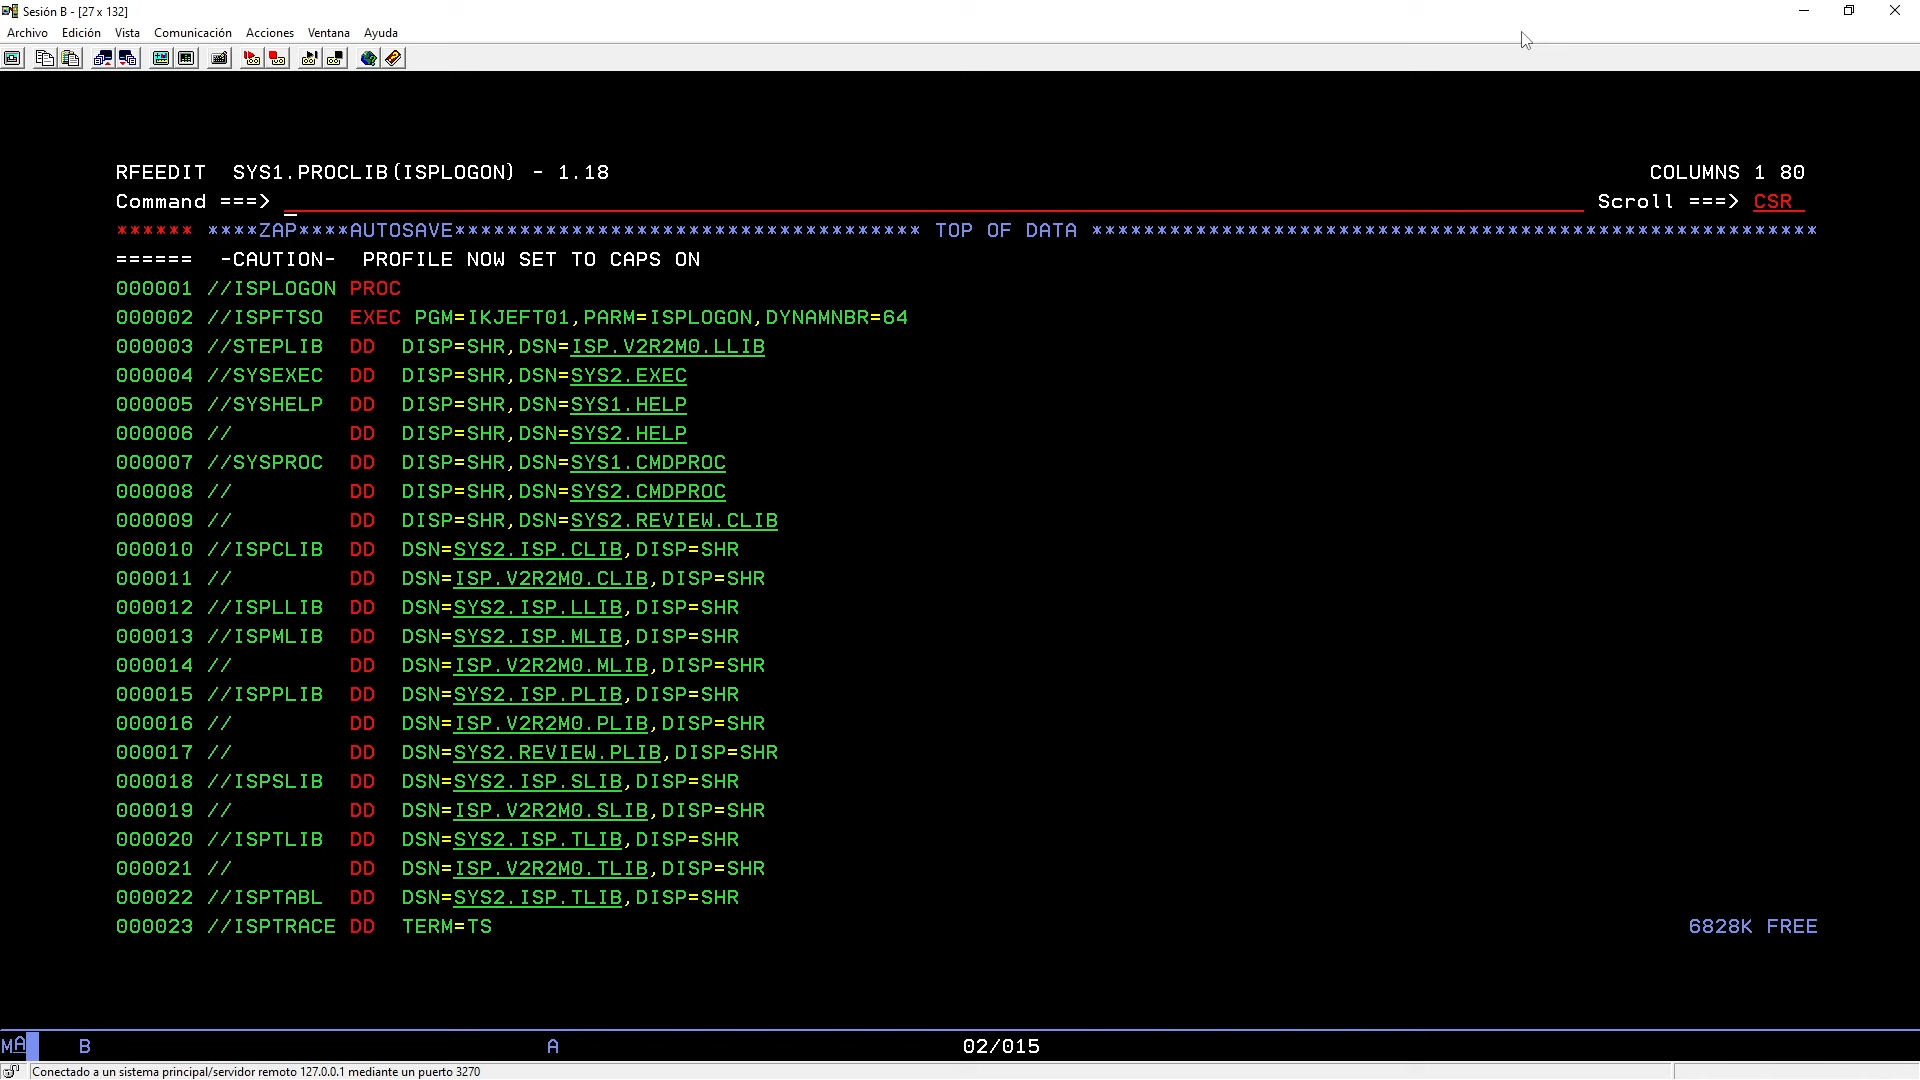 Sesión B - [27 x 132]
Archivo Edición Vista Comunicación Acciones Ventana Ayuda
RFEEDIT  SYS1.PROCLIB(ISPLOGON) - 1.18 COLUMNS 1 80
Command ===> Scroll ===> CSR
****** ****ZAP****AUTOSAVE************************************ TOP OF DATA ********************************************************
====== -CAUTION-  PROFILE NOW SET TO CAPS ON
000001 //ISPLOGON PROC
000002 //ISPFTSO  EXEC PGM=IKJEFT01,PARM=ISPLOGON,DYNAMNBR=64
000003 //STEPLIB  DD  DISP=SHR,DSN=ISP.V2R2M0.LLIB
000004 //SYSEXEC  DD  DISP=SHR,DSN=SYS2.EXEC
000005 //SYSHELP  DD  DISP=SHR,DSN=SYS1.HELP
000006 //         DD  DISP=SHR,DSN=SYS2.HELP
000007 //SYSPROC  DD  DISP=SHR,DSN=SYS1.CMDPROC
000008 //         DD  DISP=SHR,DSN=SYS2.CMDPROC
000009 //         DD  DISP=SHR,DSN=SYS2.REVIEW.CLIB
000010 //ISPCLIB  DD  DSN=SYS2.ISP.CLIB,DISP=SHR
000011 //         DD  DSN=ISP.V2R2M0.CLIB,DISP=SHR
000012 //ISPLLIB  DD  DSN=SYS2.ISP.LLIB,DISP=SHR
000013 //ISPMLIB  DD  DSN=SYS2.ISP.MLIB,DISP=SHR
000014 //         DD  DSN=ISP.V2R2M0.MLIB,DISP=SHR
000015 //ISPPLIB  DD  DSN=SYS2.ISP.PLIB,DISP=SHR
000016 //         DD  DSN=ISP.V2R2M0.PLIB,DISP=SHR
000017 //         DD  DSN=SYS2.REVIEW.PLIB,DISP=SHR
000018 //ISPSLIB  DD  DSN=SYS2.ISP.SLIB,DISP=SHR
000019 //         DD  DSN=ISP.V2R2M0.SLIB,DISP=SHR
000020 //ISPTLIB  DD  DSN=SYS2.ISP.TLIB,DISP=SHR
000021 //         DD  DSN=ISP.V2R2M0.TLIB,DISP=SHR
000022 //ISPTABL  DD  DSN=SYS2.ISP.TLIB,DISP=SHR
000023 //ISPTRACE DD  TERM=TS 6828K FREE
MA B A 02/015
Conectado a un sistema principal/servidor remoto 127.0.0.1 mediante un puerto 3270